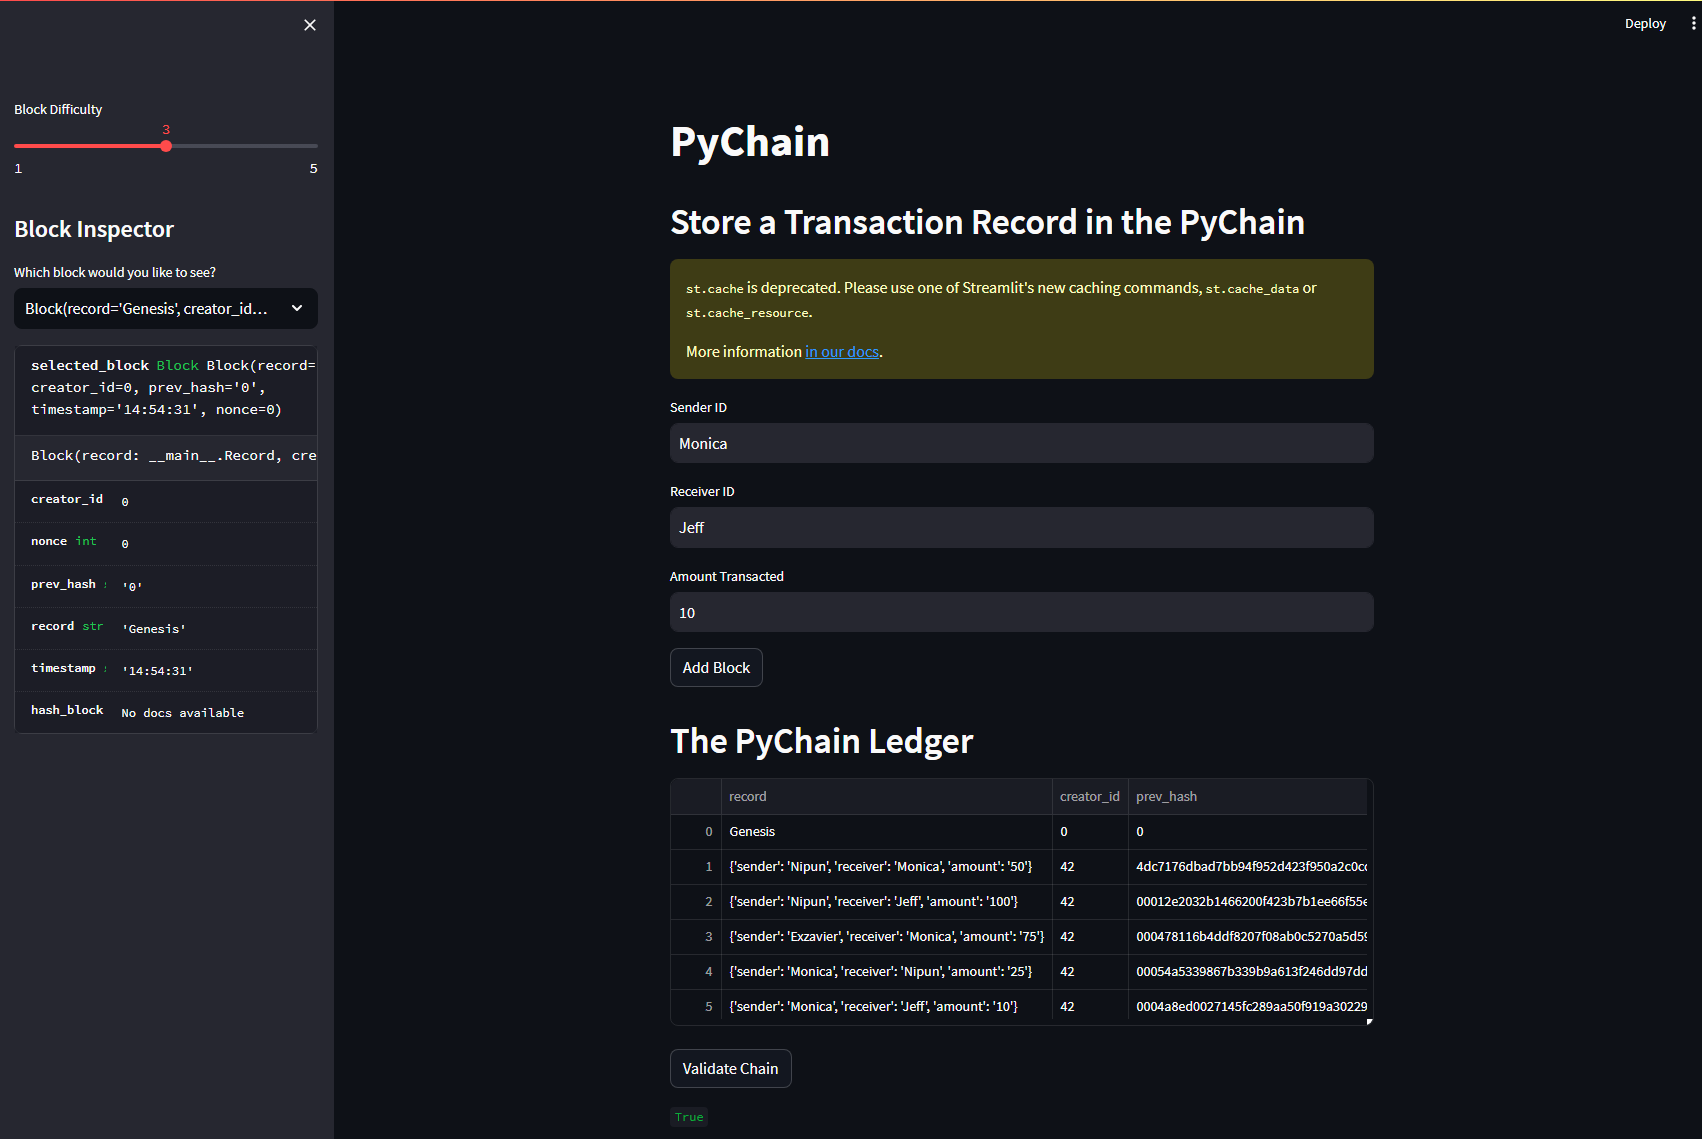 Deploy
Block Difficulty
3
1 5
Block Inspector
Which block would you like to see?
Block(record='Genesis', creator_id...
selected_block Block Block(record=
creator_id=0, prev_hash='0',
timestamp='14:54:31', nonce=0)
Block(record: __main__.Record, cre
creator_id 0
nonce int 0
prev_hash '0'
record str 'Genesis'
timestamp '14:54:31'
hash_block No docs available
PyChain
Store a Transaction Record in the PyChain
st.cache is deprecated. Please use one of Streamlit's new caching commands, st.cache_data or
st.cache_resource.
More information in our docs.
Sender ID
Monica
Receiver ID
Jeff
Amount Transacted
10
Add Block
The PyChain Ledger
record creator_id prev_hash
0 Genesis 0 0
1 {'sender': 'Nipun', 'receiver': 'Monica', 'amount': '50'} 42 4dc7176dbad7bb94f952d423f950a2c0c
2 {'sender': 'Nipun', 'receiver': 'Jeff', 'amount': '100'} 42 00012e2032b1466200f423b7b1ee66f55e
3 {'sender': 'Exzavier', 'receiver': 'Monica', 'amount': '75'} 42 000478116b4ddf8207f08ab0c5270a5d59
4 {'sender': 'Monica', 'receiver': 'Nipun', 'amount': '25'} 42 00054a5339867b339b9a613f246dd97dd
5 {'sender': 'Monica', 'receiver': 'Jeff', 'amount': '10'} 42 0004a8ed0027145fc289aa50f919a30229
Validate Chain
True